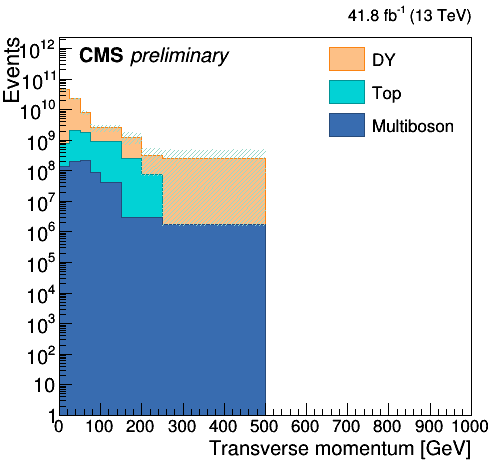 41.8 fb⁻¹ (13 TeV)
Events
CMS preliminary
DY
Top
Multiboson
10¹²
10¹¹
10¹⁰
10⁹
10⁸
10⁷
10⁶
10⁵
10⁴
10³
10²
10
1
0 100 200 300 400 500 600 700 800 900 1000
Transverse momentum [GeV]